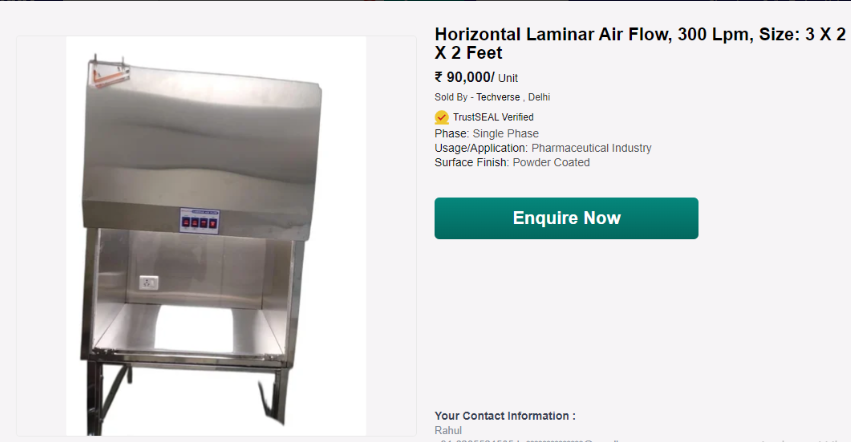 Horizontal Laminar Air Flow, 300 Lpm, Size: 3 X 2
X 2 Feet
₹ 90,000/ Unit
Sold By - Techverse , Delhi
TrustSEAL Verified
Phase: Single Phase
Usage/Application: Pharmaceutical Industry
Surface Finish: Powder Coated
Enquire Now
Your Contact Information :
Rahul